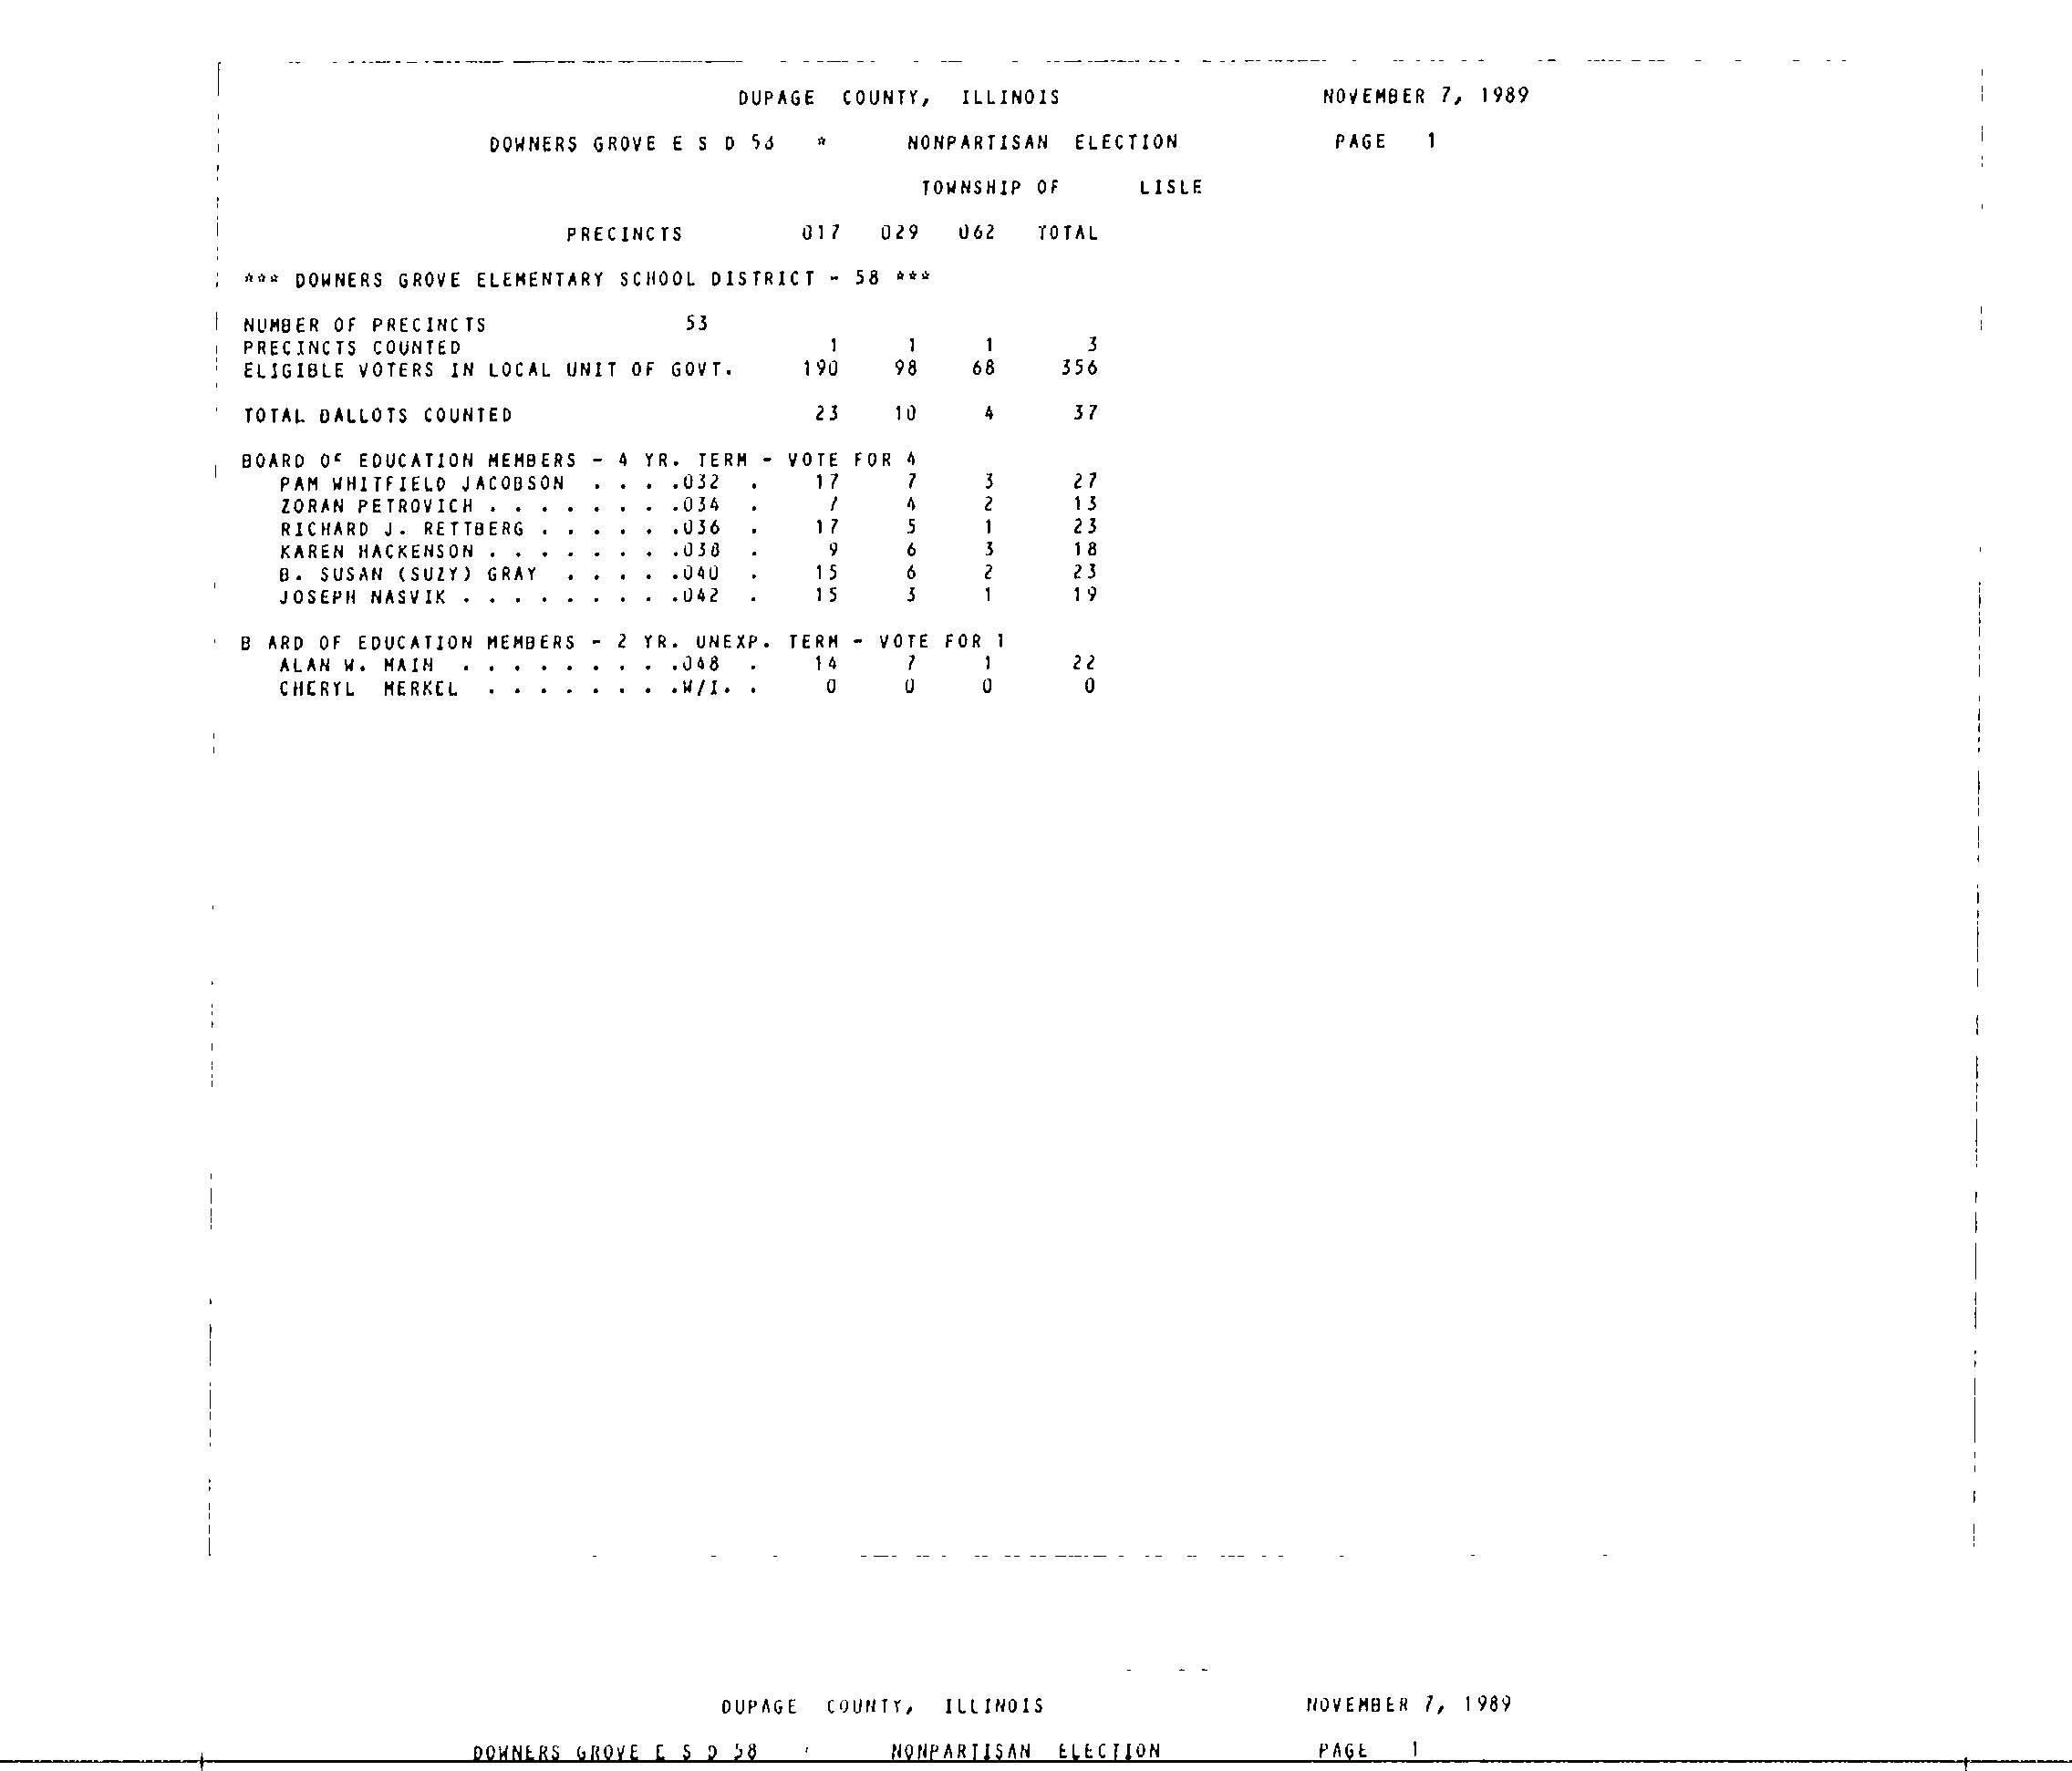 DUPAGE COUNTY, ILLINOIS NOVEMBER 7, 1989
DOWNERS GROVE E S D 58 * NONPARTISAN ELECTION PAGE 1
TOWNSHIP OF LISLE
PRECINCTS 017 029 062 TOTAL
*** DOWNERS GROVE ELEMENTARY SCHOOL DISTRICT - 58 ***
NUMBER OF PRECINCTS 53
PRECINCTS COUNTED 1 1 1 3
ELIGIBLE VOTERS IN LOCAL UNIT OF GOVT. 190 98 68 356
TOTAL BALLOTS COUNTED 23 10 4 37
BOARD OF EDUCATION MEMBERS - 4 YR. TERM - VOTE FOR 4
PAM WHITFIELD JACOBSON . . . .032 . 17 7 3 27
ZORAN PETROVICH . . . . . . . .034 . 7 4 2 13
RICHARD J. RETTBERG . . . . . .036 . 17 5 1 23
KAREN HACKENSON . . . . . . . .038 . 9 6 3 18
B. SUSAN (SUZY) GRAY . . . . .040 . 15 6 2 23
JOSEPH NASVIK . . . . . . . . .042 . 15 3 1 19
B ARD OF EDUCATION MEMBERS - 2 YR. UNEXP. TERM - VOTE FOR 1
ALAN W. MAIN . . . . . . . . .048 . 14 7 1 22
CHERYL MERKEL . . . . . . . .W/I. . 0 0 0 0
DUPAGE COUNTY, ILLINOIS NOVEMBER 7, 1989
DOWNERS GROVE E S D 58 NONPARTISAN ELECTION PAGE 1